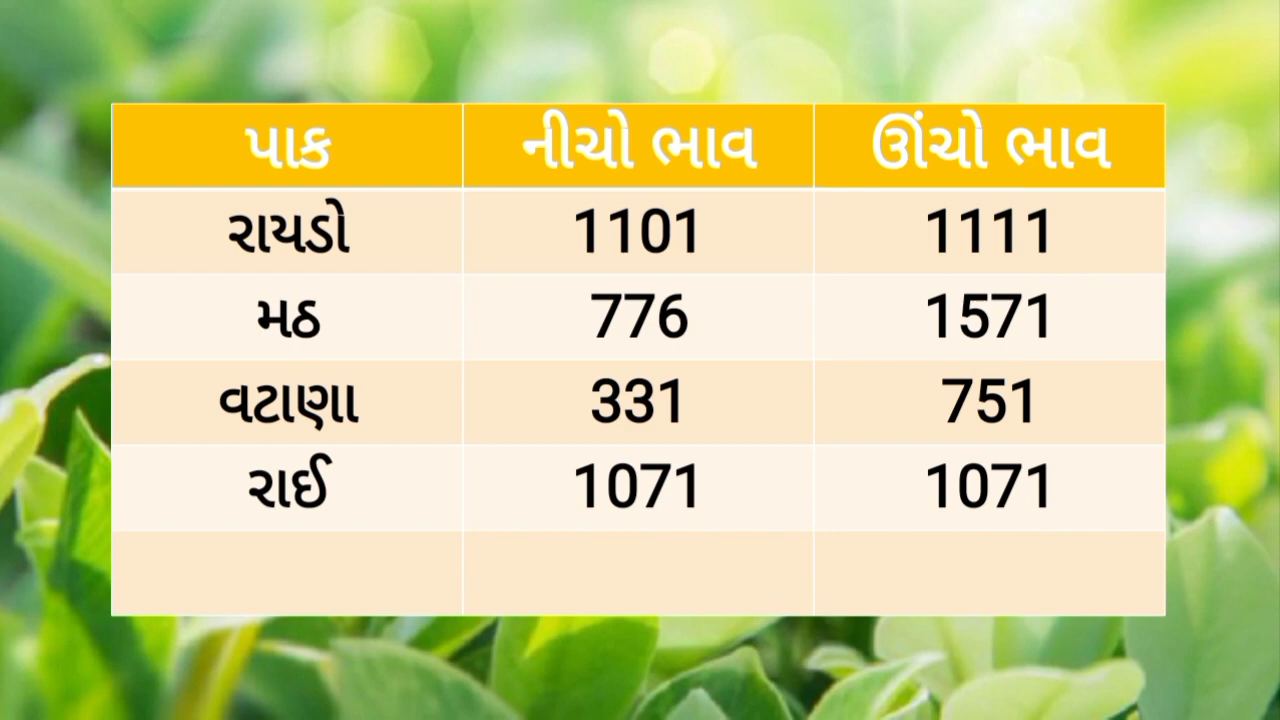 પાક નીચો ભાવ ઊંચો ભાવ
રાયડો 1101 1111
મઠ 776 1571
વટાણા 331 751
રાઈ 1071 1071